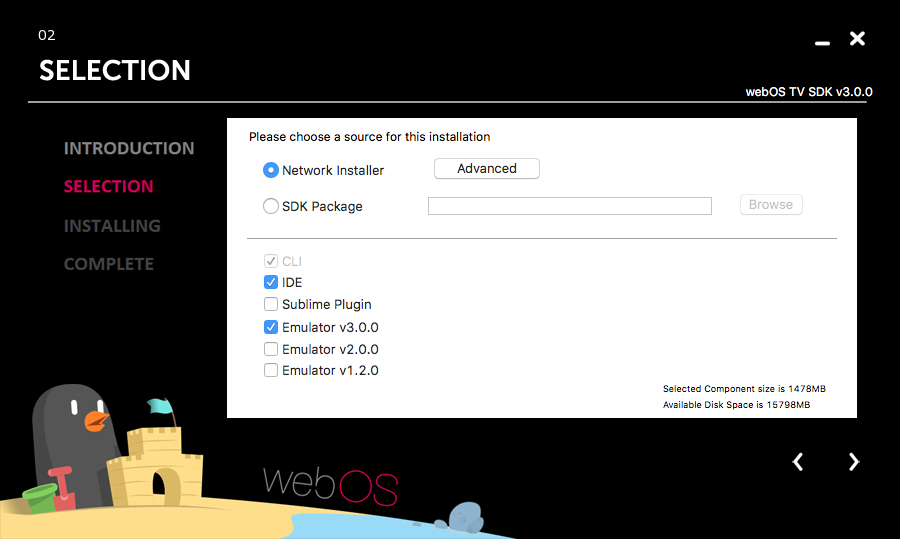 02
SELECTION
webOS TV SDK v3.0.0
INTRODUCTION
SELECTION
INSTALLING
COMPLETE
Please choose a source for this installation
Network Installer Advanced
SDK Package Browse
CLI
IDE
Sublime Plugin
Emulator v3.0.0
Emulator v2.0.0
Emulator v1.2.0
Selected Component size is 1478MB
Available Disk Space is 15798MB
webOS